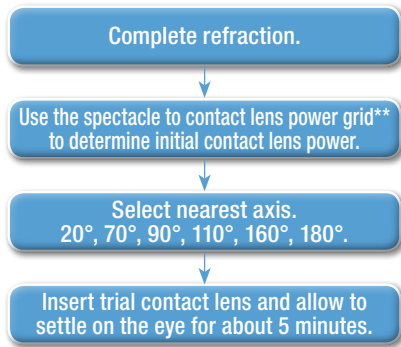 Complete refraction.
Use the spectacle to contact lens power grid**
to determine initial contact lens power.
Select nearest axis.
20°, 70°, 90°, 110°, 160°, 180°.
Insert trial contact lens and allow to
settle on the eye for about 5 minutes.